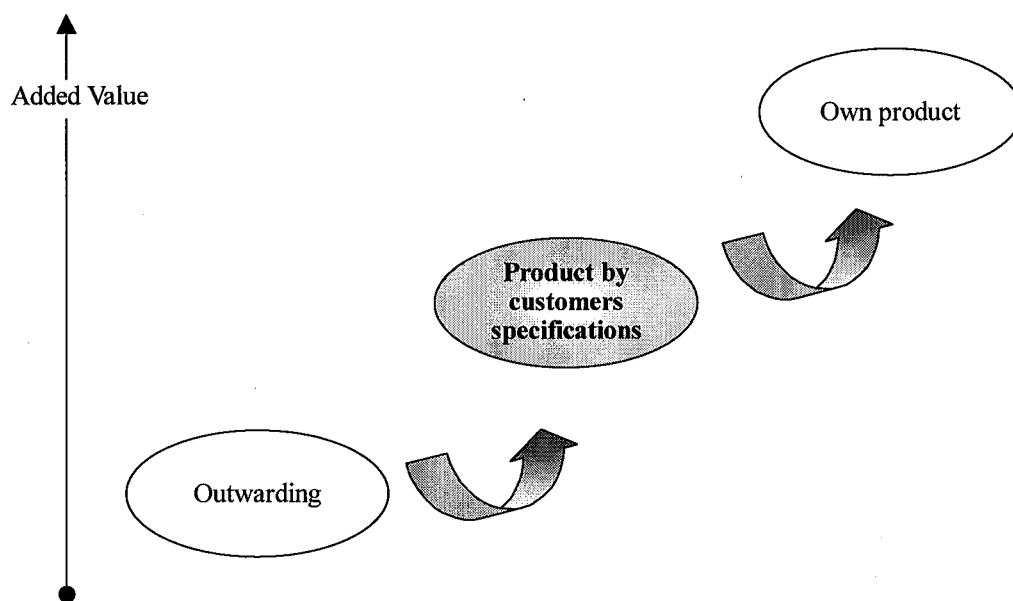 Added Value
Own product
Product by
customers
specifications
Outwarding